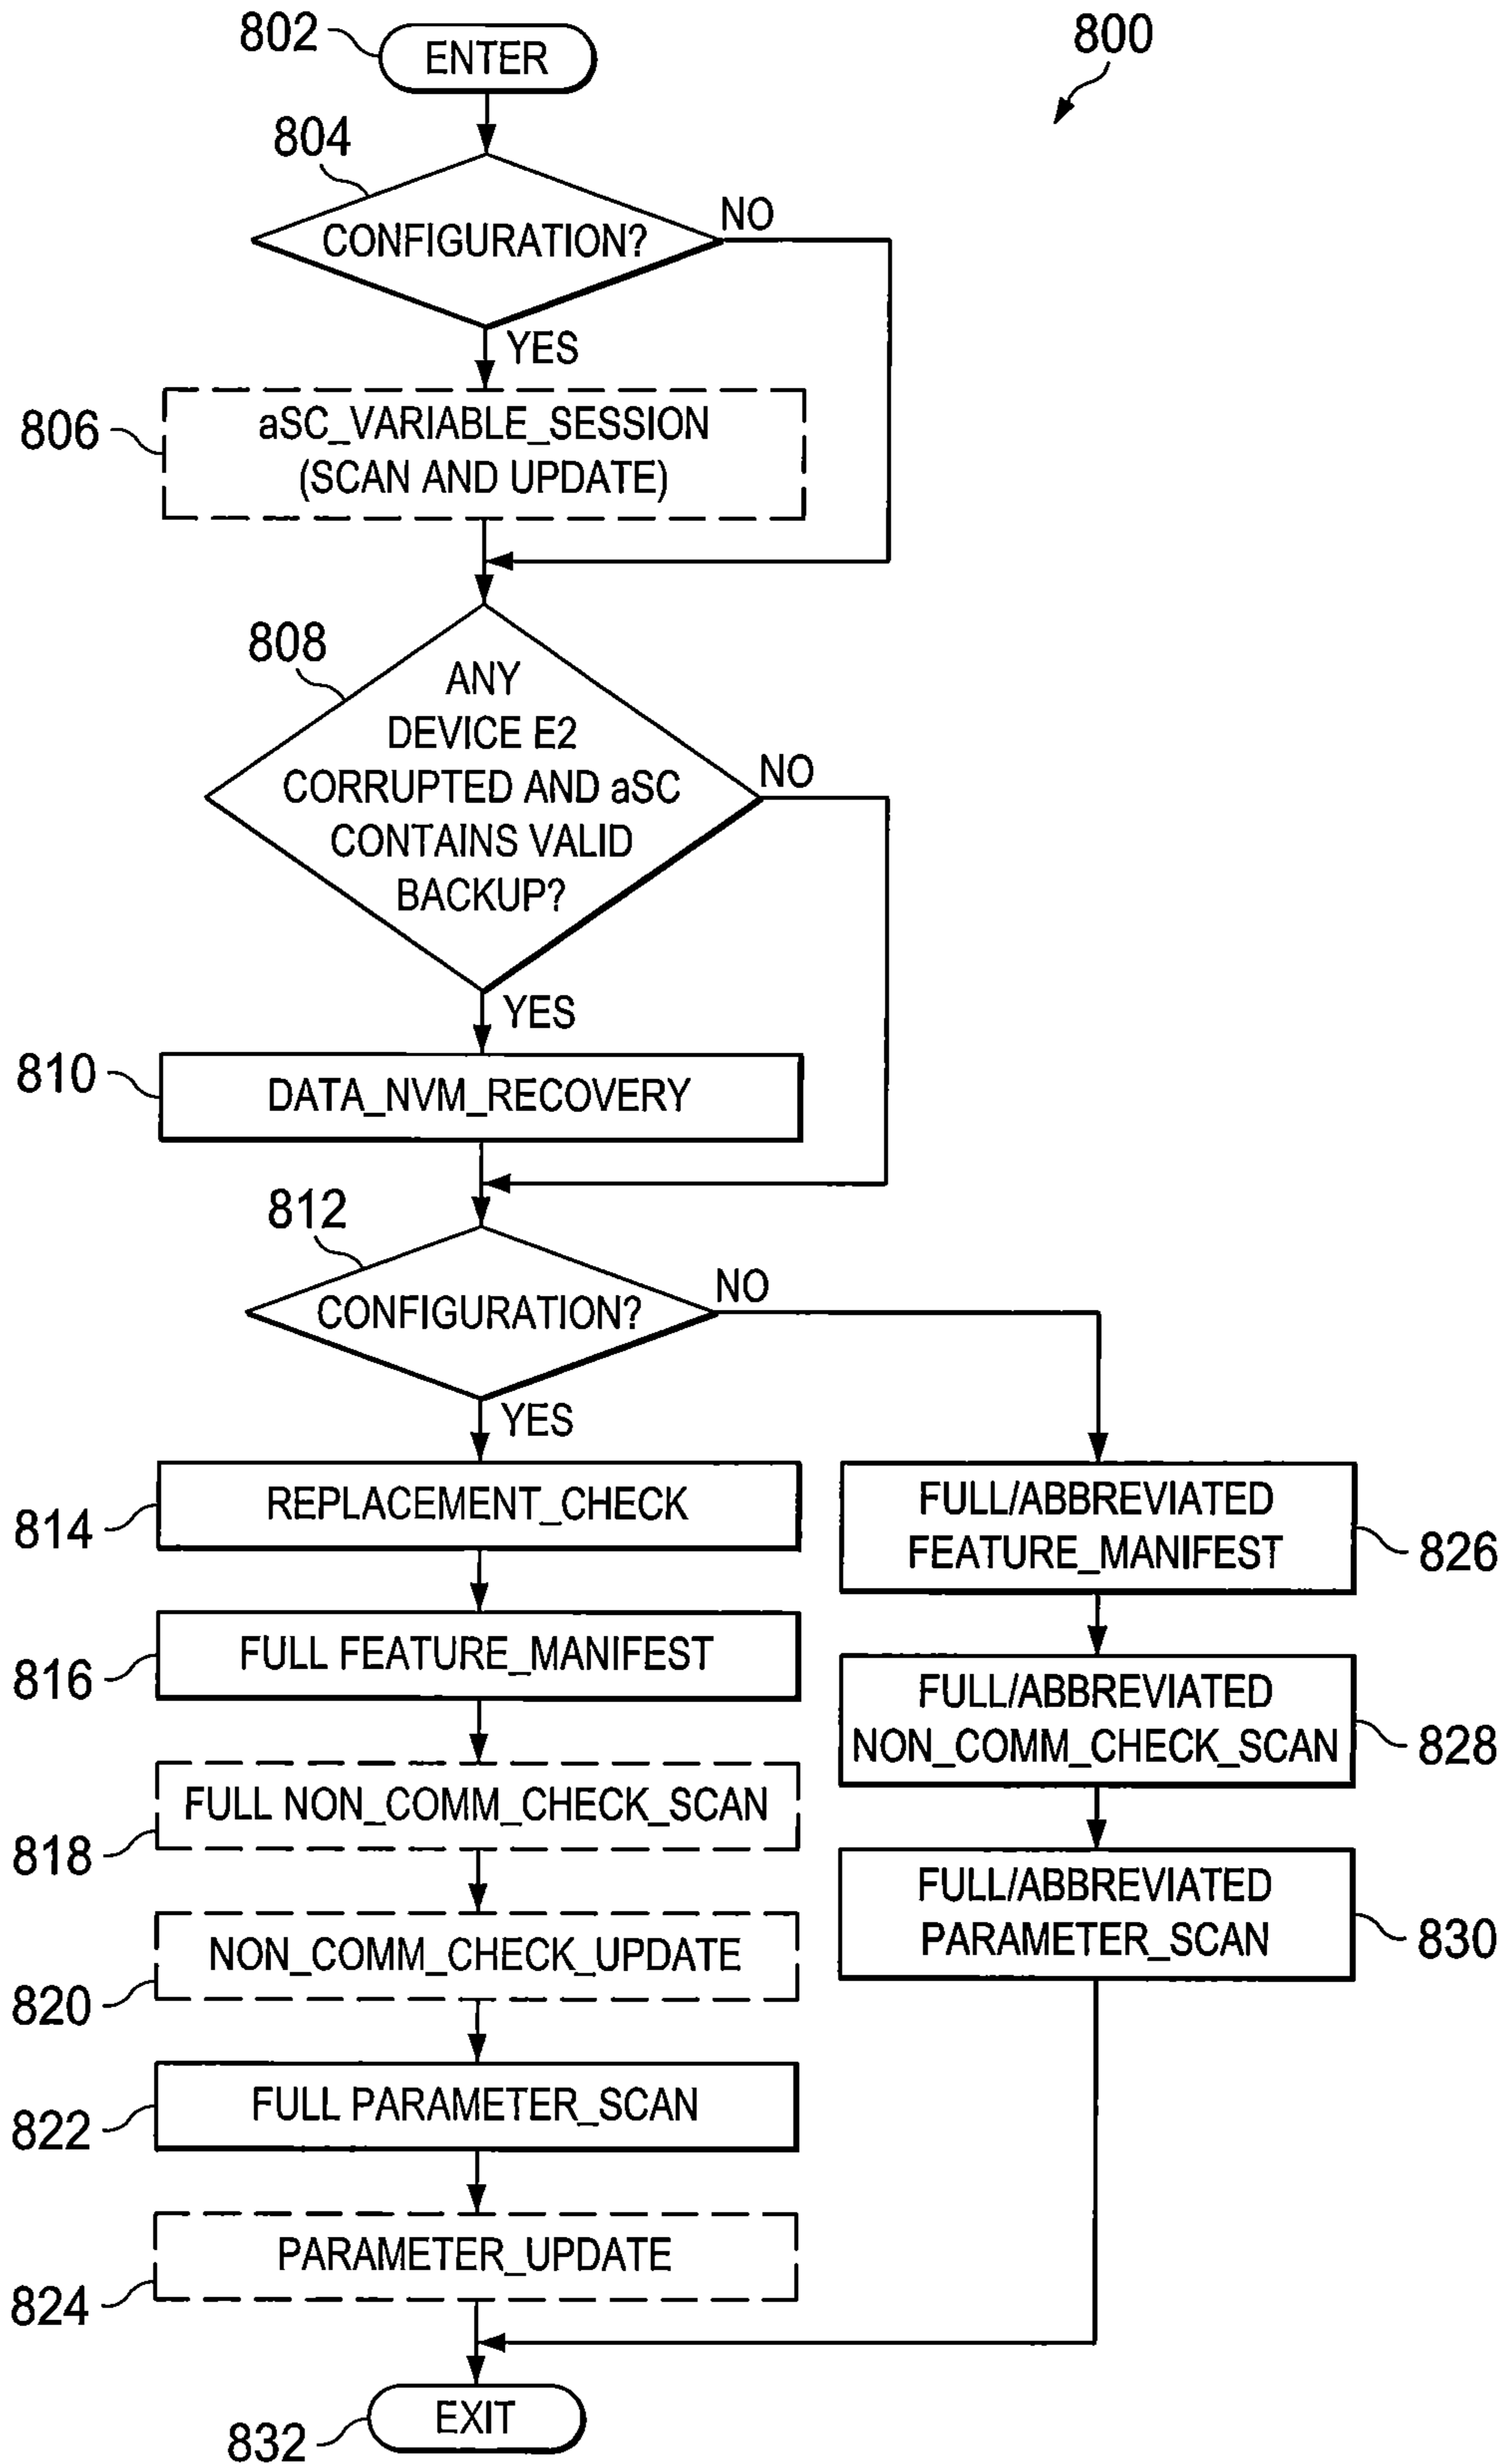 802
ENTER
800
804
CONFIGURATION?
NO
YES
806
aSC_VARIABLE_SESSION
(SCAN AND UPDATE)
808
ANY
DEVICE E2
CORRUPTED AND aSC
CONTAINS VALID
BACKUP?
NO
YES
810
DATA_NVM_RECOVERY
812
CONFIGURATION?
NO
YES
814
REPLACEMENT_CHECK
816
FULL FEATURE_MANIFEST
818
FULL NON_COMM_CHECK_SCAN
820
NON_COMM_CHECK_UPDATE
822
FULL PARAMETER_SCAN
824
PARAMETER_UPDATE
FULL/ABBREVIATED
FEATURE_MANIFEST
826
FULL/ABBREVIATED
NON_COMM_CHECK_SCAN
828
FULL/ABBREVIATED
PARAMETER_SCAN
830
832
EXIT